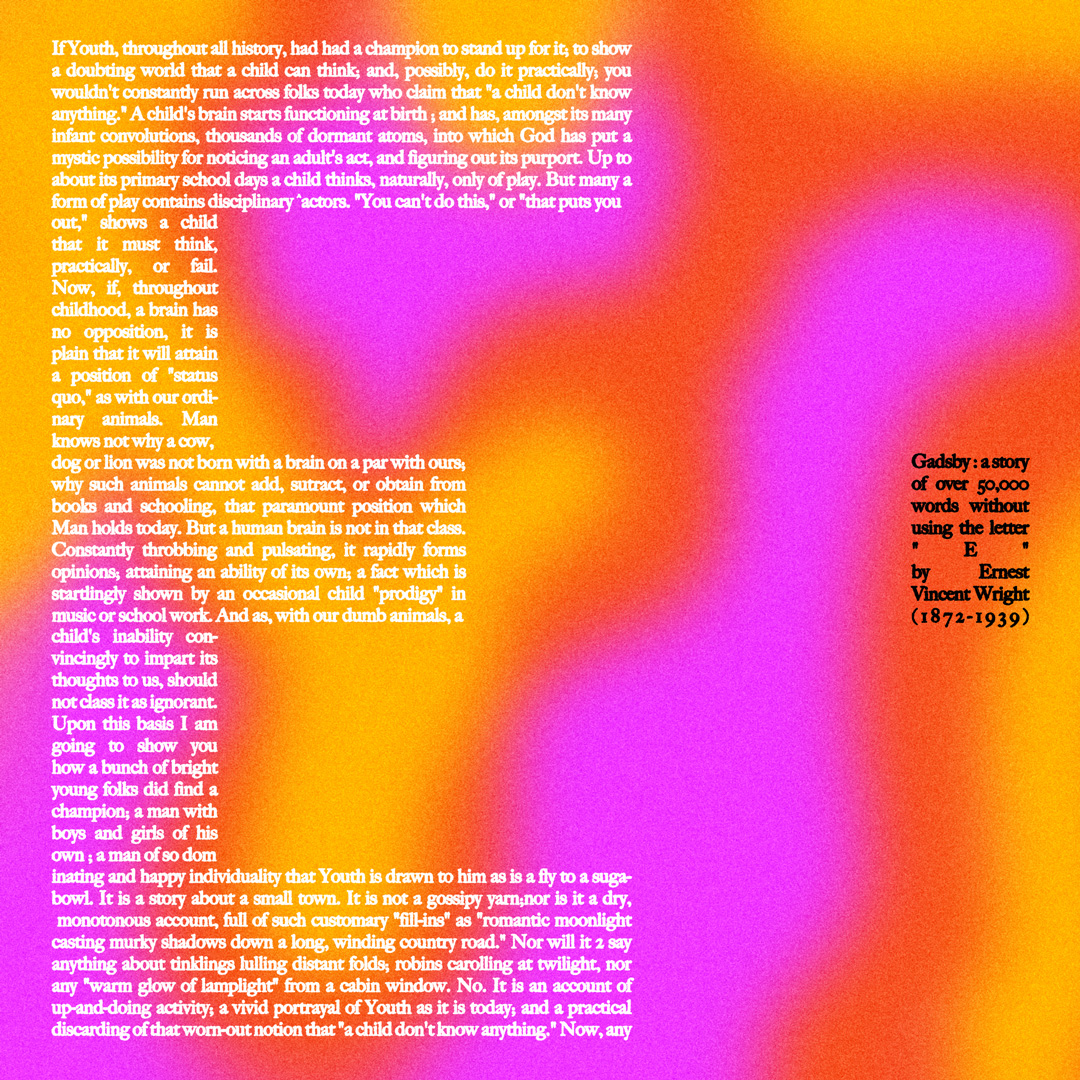 If Youth, throughout all history, had had a champion to stand up for it; to show
a doubting world that a child can think; and, possibly, do it practically; you
wouldn't constantly run across folks today who claim that "a child don't know
anything." A child's brain starts functioning at birth ; and has, amongst its many
infant convolutions, thousands of dormant atoms, into which God has put a
mystic possibility for noticing an adult's act, and figuring out its purport. Up to
about its primary school days a child thinks, naturally, only of play. But many a
form of play contains disciplinary ^actors. "You can't do this," or "that puts you
out," shows a child
that it must think,
practically, or fail.
Now, if, throughout
childhood, a brain has
no opposition, it is
plain that it will attain
a position of "status
quo," as with our ordi-
nary animals. Man
knows not why a cow,
dog or lion was not born with a brain on a par with ours;
why such animals cannot add, sutract, or obtain from
books and schooling, that paramount position which
Man holds today. But a human brain is not in that class.
Constantly throbbing and pulsating, it rapidly forms
opinions; attaining an ability of its own; a fact which is
startlingly shown by an occasional child "prodigy" in
music or school work. And as, with our dumb animals, a
child's inability con-
vincingly to impart its
thoughts to us, should
not class it as ignorant.
Upon this basis I am
going to show you
how a bunch of bright
young folks did find a
champion; a man with
boys and girls of his
own ; a man of so dom
inating and happy individuality that Youth is drawn to him as is a fly to a suga-
bowl. It is a story about a small town. It is not a gossipy yarn;nor is it a dry,
monotonous account, full of such customary "fill-ins" as "romantic moonlight
casting murky shadows down a long, winding country road." Nor will it 2 say
anything about tinklings lulling distant folds; robins carolling at twilight, nor
any "warm glow of lamplight" from a cabin window. No. It is an account of
up-and-doing activity; a vivid portrayal of Youth as it is today; and a practical
discarding of that worn-out notion that "a child don't know anything." Now, any
Gadsby : a story
of over 50,000
words without
using the letter
" E "
by Ernest
Vincent Wright
(1872-1939)